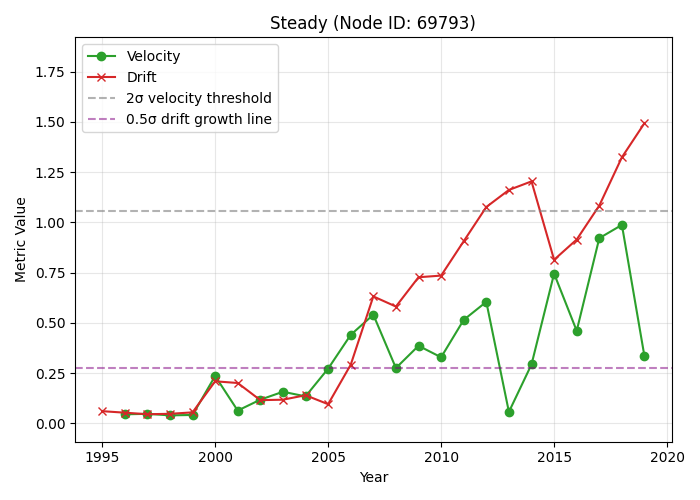 Steady (Node ID: 69793)
Velocity
Drift
2σ velocity threshold
0.5σ drift growth line
Metric Value
1.75
1.50
1.25
1.00
0.75
0.50
0.25
0.00
1995 2000 2005 2010 2015 2020
Year